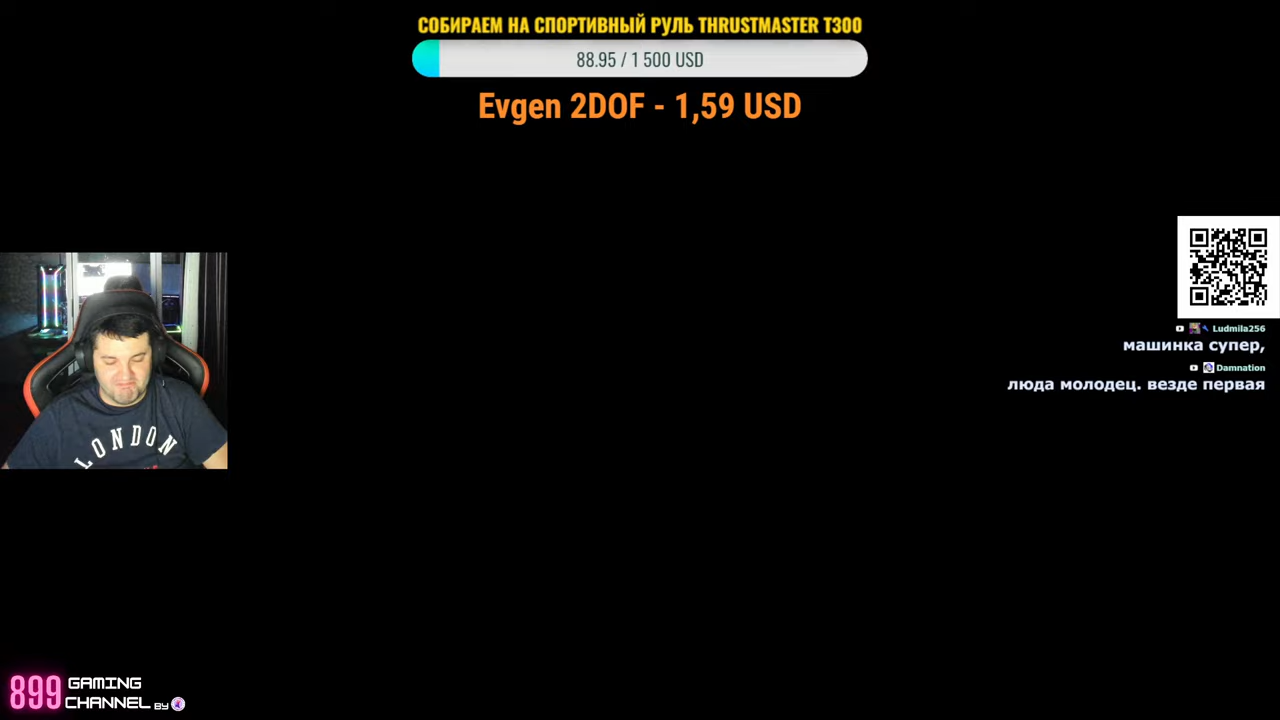 СОБИРАЕМ НА СПОРТИВНЫЙ РУЛЬ THRUSTMASTER T300
88.95 / 1 500 USD
Evgen 2DOF - 1,59 USD
Ludmila256
машинка супер,
Damnation
люда молодец. везде первая
LONDON
899 GAMING
CHANNEL BY